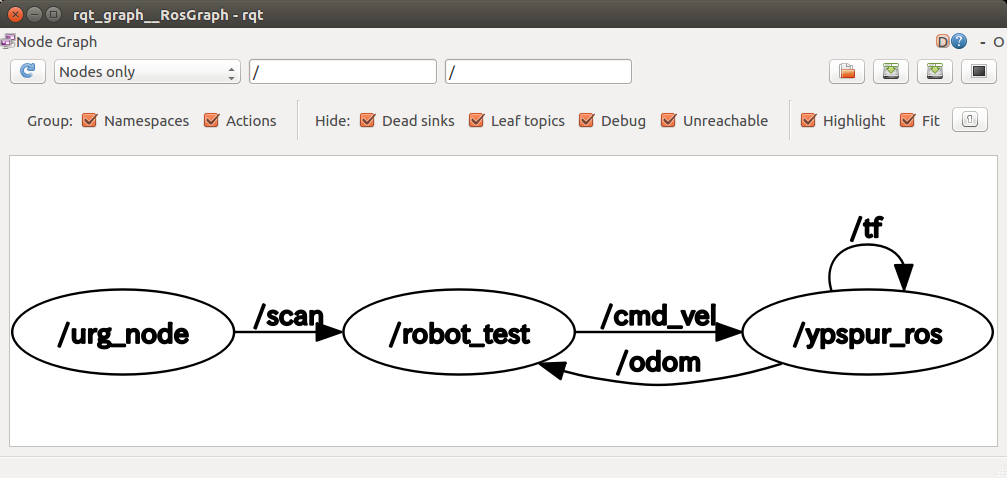 rqt_graph__RosGraph - rqt
Node Graph D ? - O
Nodes only / /
Group: Namespaces Actions Hide: Dead sinks Leaf topics Debug Unreachable Highlight Fit
/tf
/scan /cmd_vel
/urg_node /robot_test /ypspur_ros
/odom